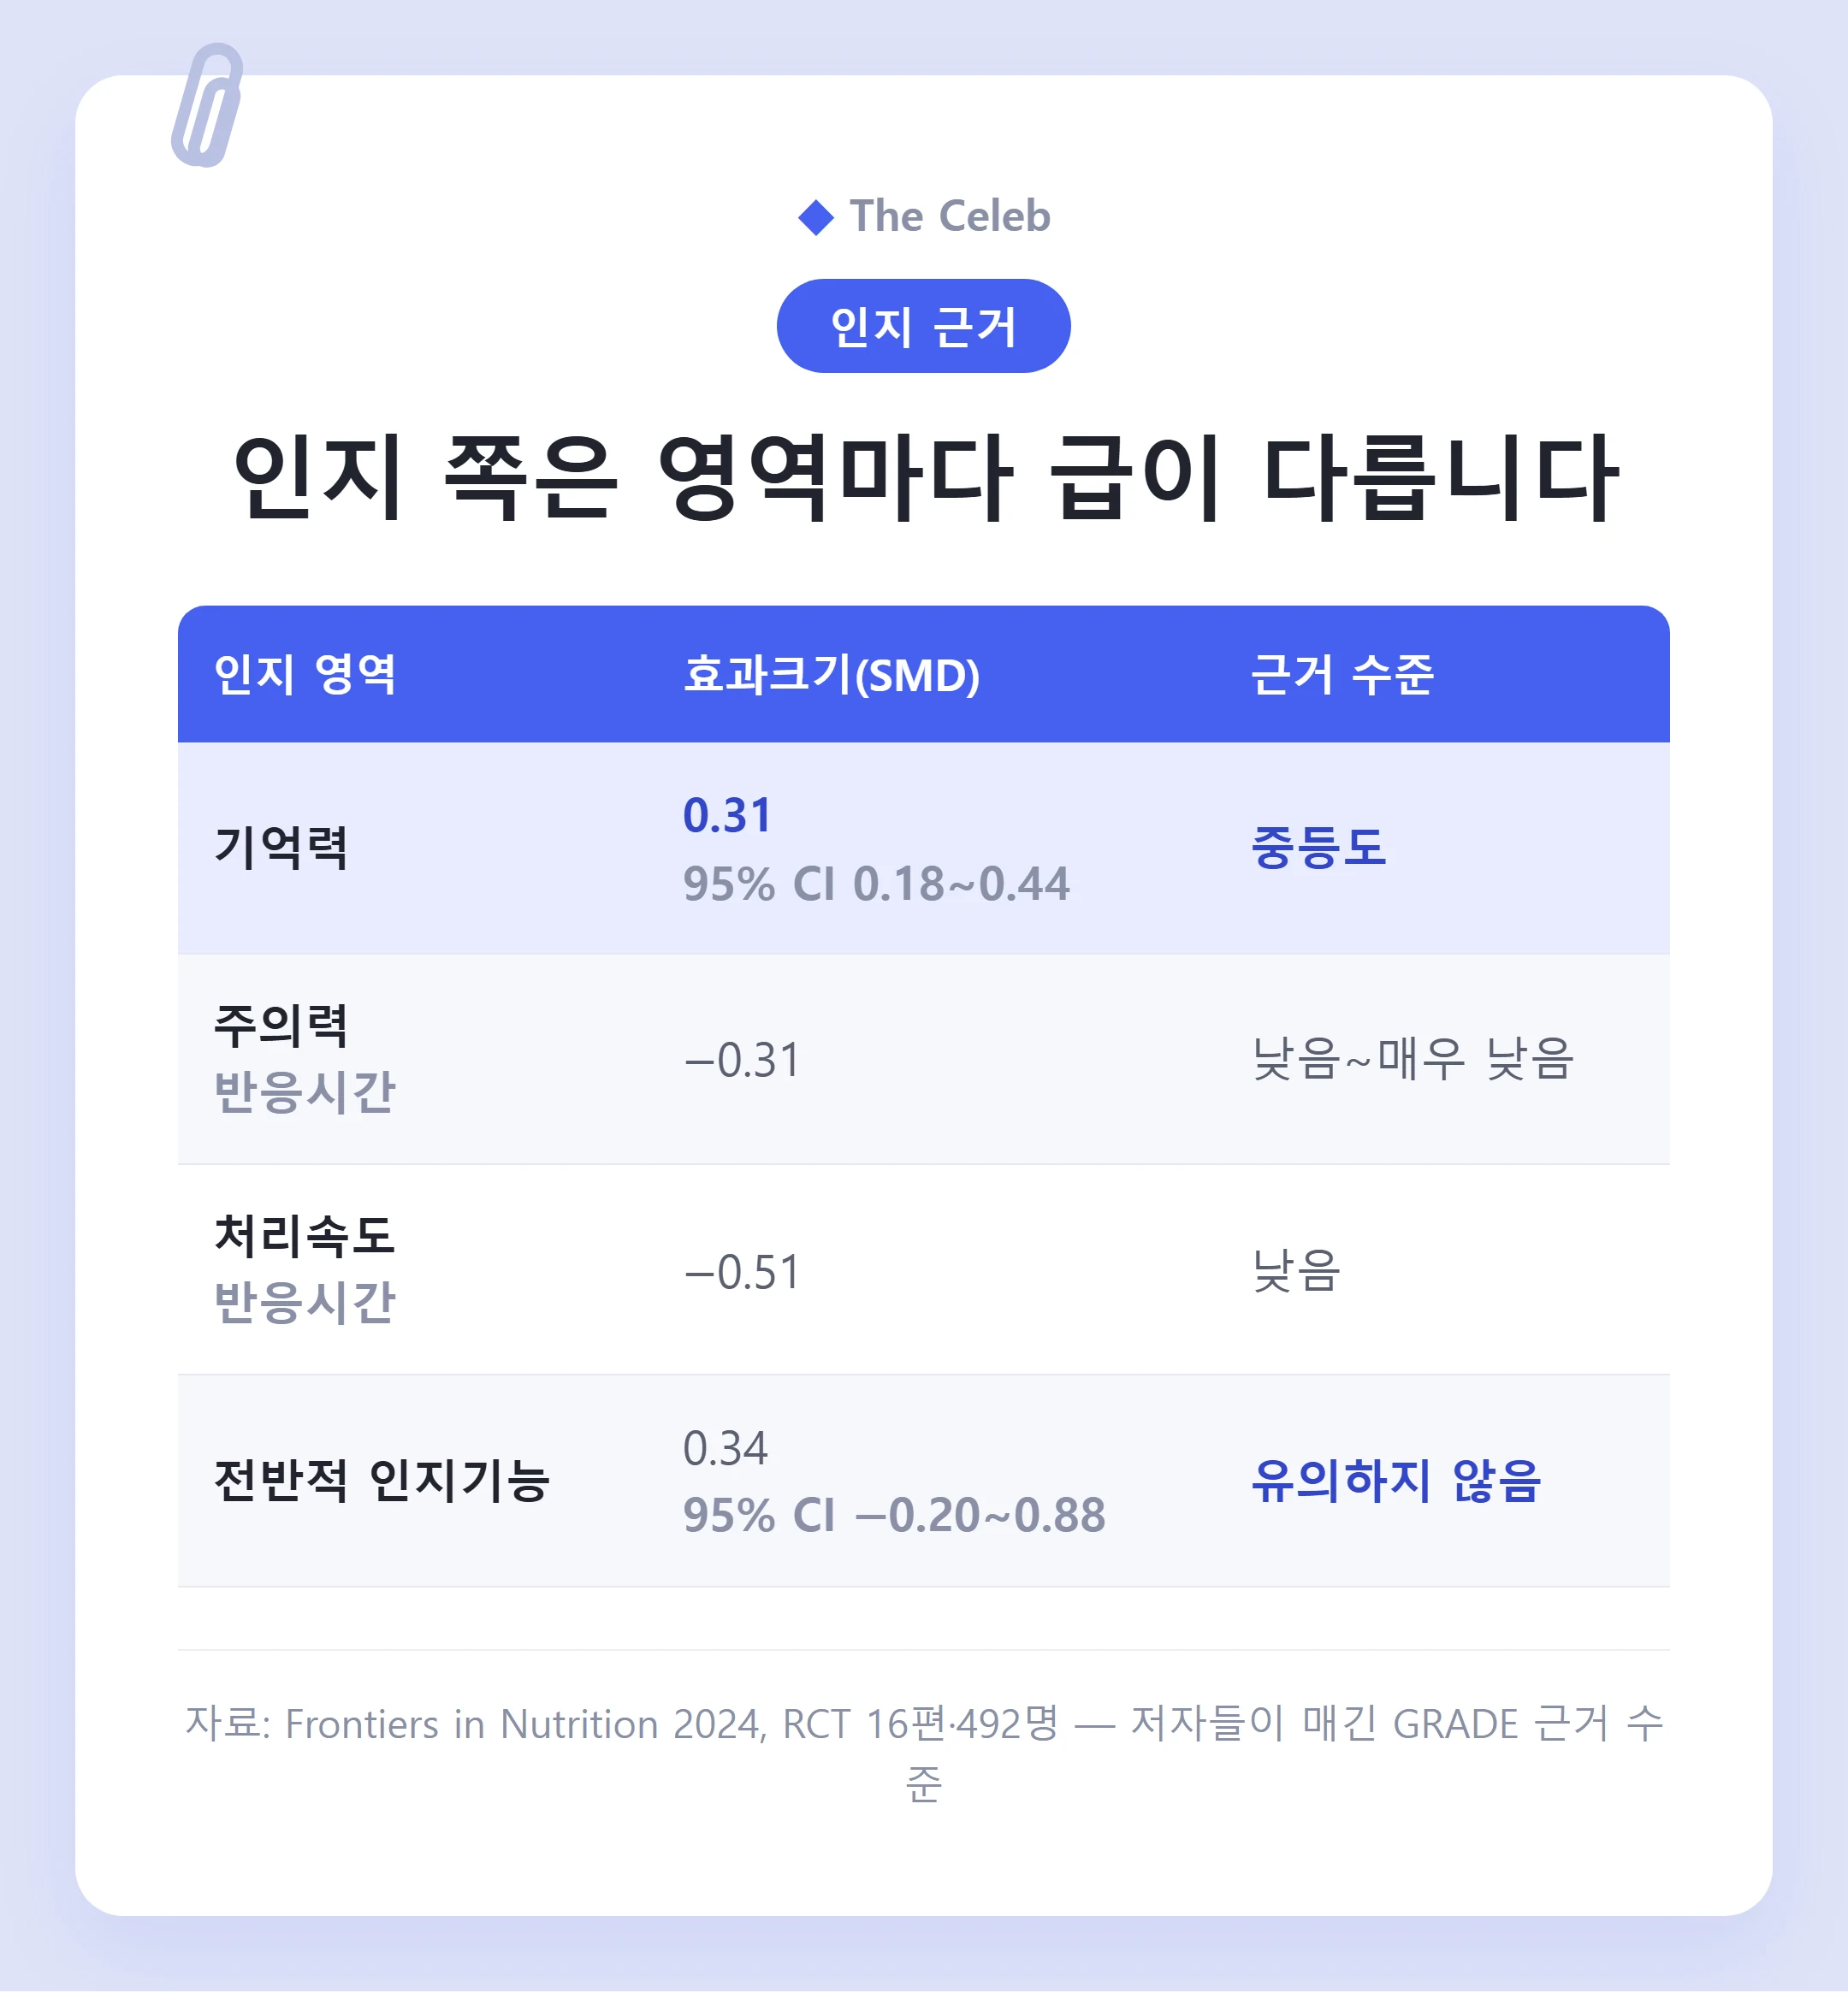 The Celeb
인지 근거
인지 쪽은 영역마다 급이 다릅니다
인지 영역 효과크기(SMD) 근거 수준
기억력
0.31
95% CI 0.18~0.44
중등도
주의력
반응시간
−0.31
낮음~매우 낮음
처리속도
반응시간
−0.51
낮음
전반적 인지기능
0.34
95% CI −0.20~0.88
유의하지 않음
자료: Frontiers in Nutrition 2024, RCT 16편·492명 — 저자들이 매긴 GRADE 근거 수
준